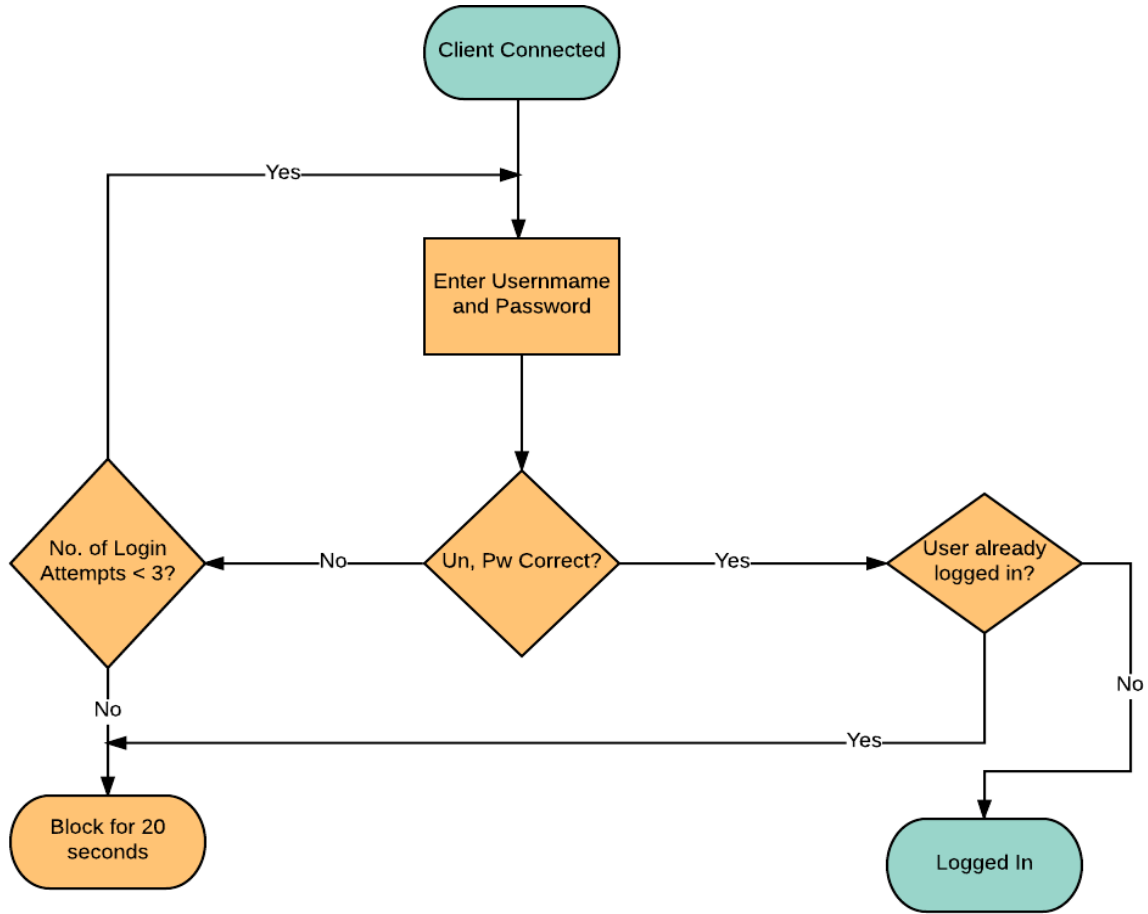 Client Connected
Yes
Enter Usernmame
and Password
No. of Login
Attempts < 3?
No
Un, Pw Correct?
Yes
User already
logged in?
No
No
Yes
Block for 20
seconds
Logged In